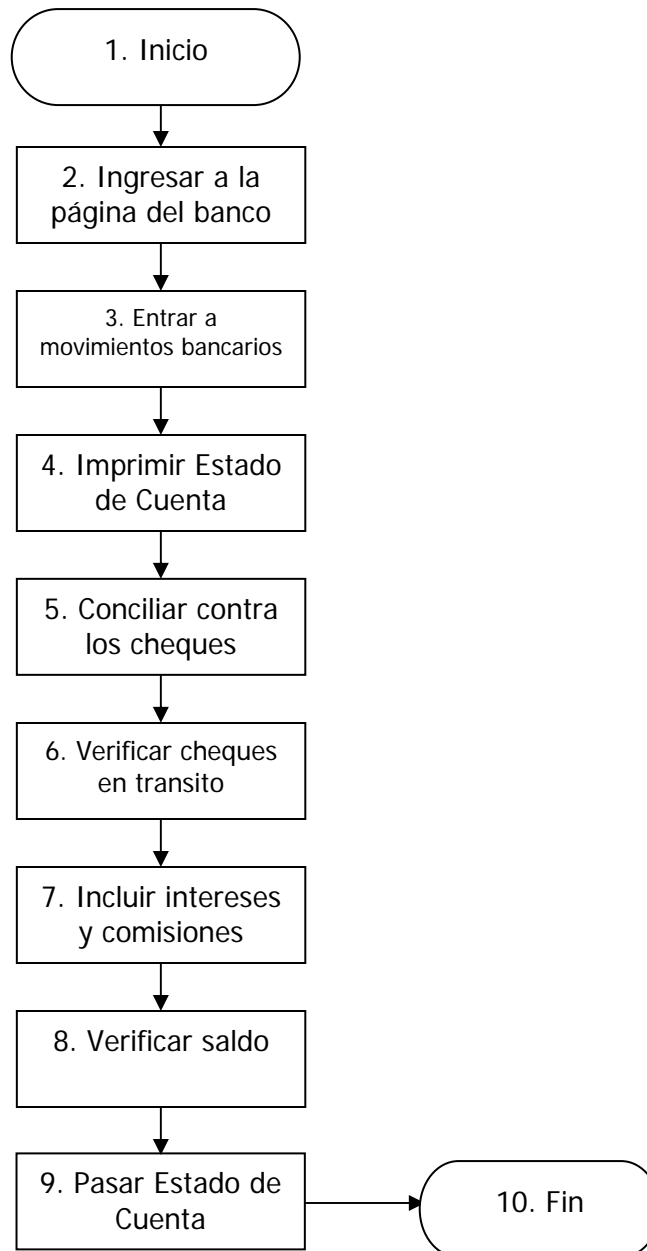 1. Inicio
2. Ingresar a la
página del banco
3. Entrar a
movimientos bancarios
4. Imprimir Estado
de Cuenta
5. Conciliar contra
los cheques
6. Verificar cheques
en transito
7. Incluir intereses
y comisiones
8. Verificar saldo
9. Pasar Estado de
Cuenta
10. Fin